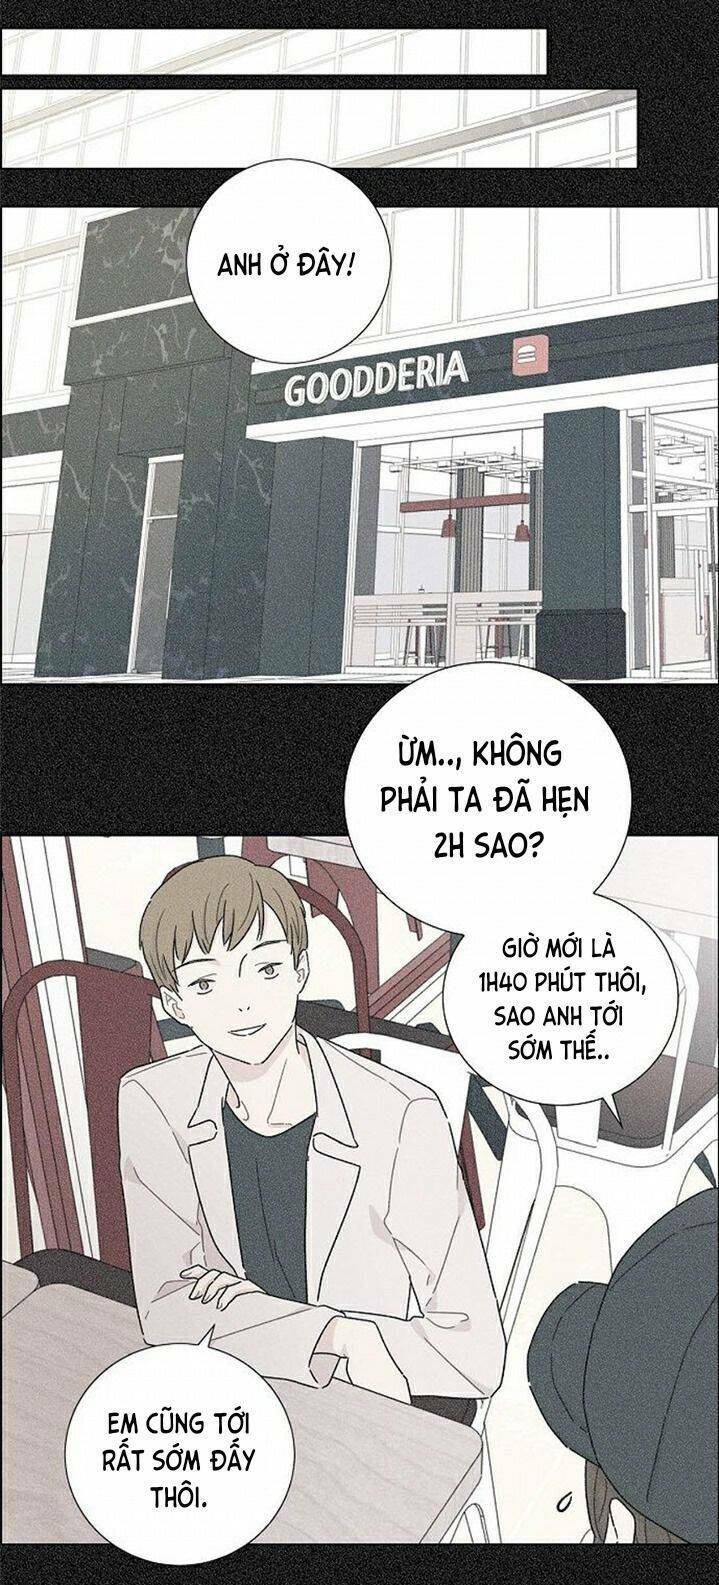 ANH Ở ĐÂY!
GOODDERIA
ỪM.., KHÔNG
PHẢI TA ĐÃ HẸN
2H SAO?
GIỜ MỚI LÀ
1H40 PHÚT THÔI,
SAO ANH TỚI
SỚM THẾ..
EM CŨNG TỚI
RẤT SỚM ĐẤY
THÔI.